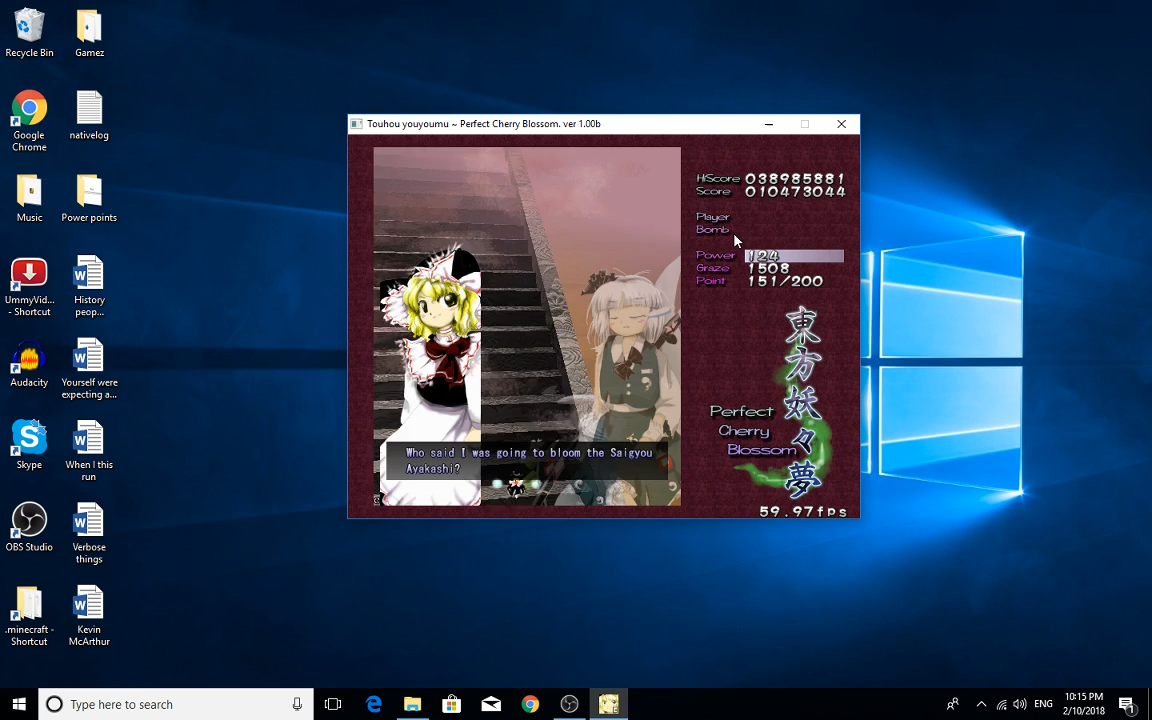 Recycle Bin
Gamez
Google
Chrome
nativelog
Music
Power points
UmmyVid...
- Shortcut
History
peop...
Audacity
Yourself were
expecting a...
Skype
When I this
run
OBS Studio
Verbose
things
.minecraft -
Shortcut
Kevin
McArthur
Touhou youyoumu ~ Perfect Cherry Blossom. ver 1.00b
HiScore 038985881
Score 010473044
Player
Bomb
Power 124
Graze 1508
Point 151/200
東方妖々夢
Perfect
Cherry
Blossom
Who said I was going to bloom the Saigyou
Ayakashi?
59.97fps
Type here to search
ENG
10:15 PM
2/10/2018
1